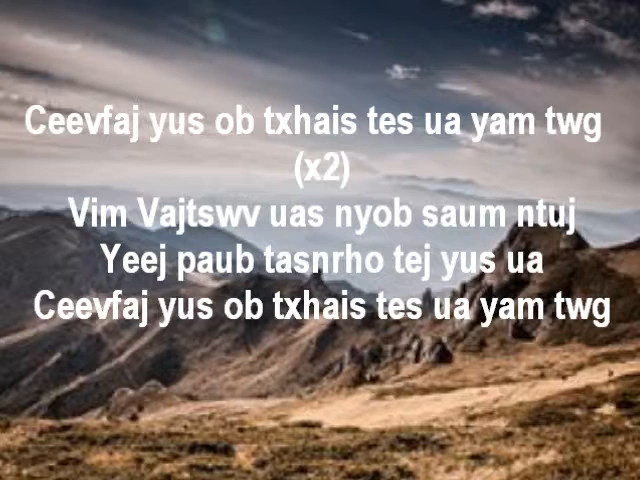 Ceevfaj yus ob txhais tes ua yam twg
(x2)
Vim Vajtswv uas nyob saum ntuj
Yeej paub tasnrho tej yus ua
Ceevfaj yus ob txhais tes ua yam twg